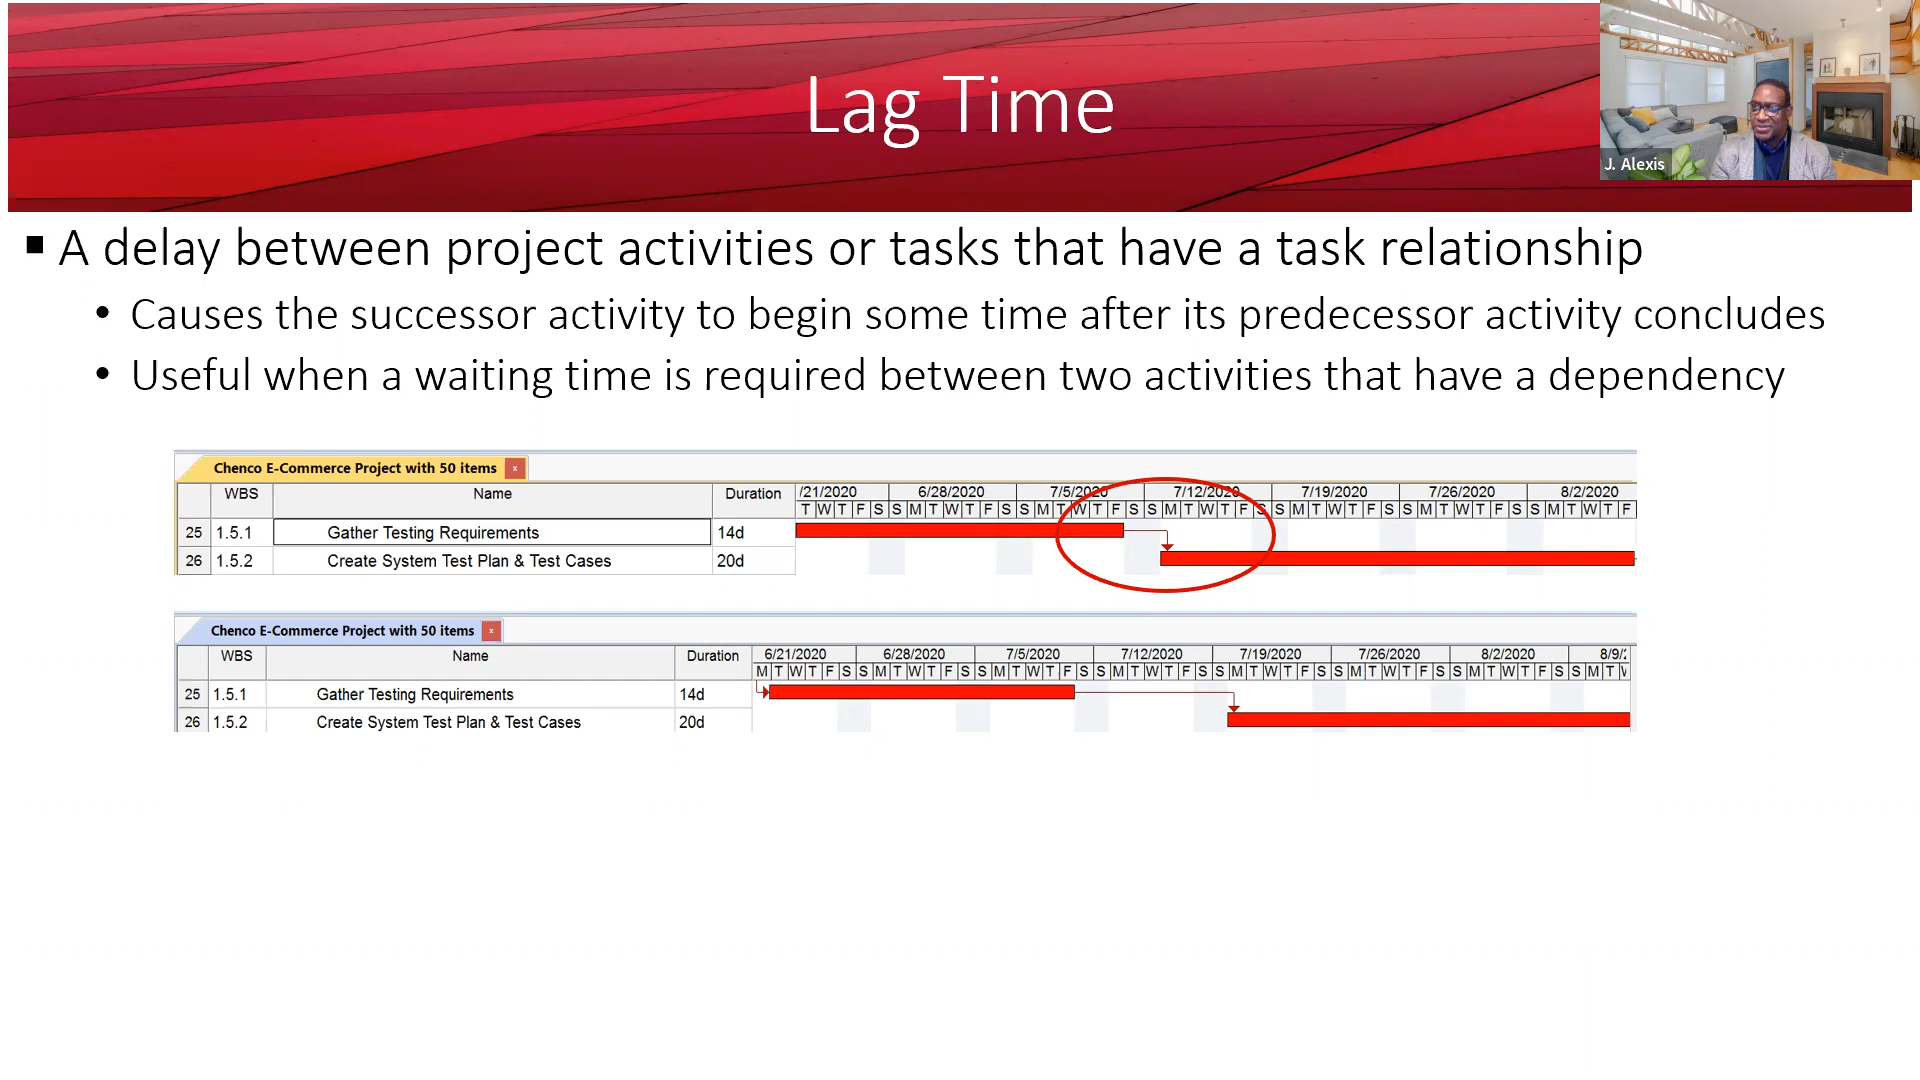 Lag Time
J. Alexis
▪ A delay between project activities or tasks that have a task relationship
• Causes the successor activity to begin some time after its predecessor activity concludes
• Useful when a waiting time is required between two activities that have a dependency
Chenco E-Commerce Project with 50 items x
WBS Name Duration /21/2020 6/28/2020 7/5/2020 7/12/2020 7/19/2020 7/26/2020 8/2/2020
T W T F S S M T W T F S S M T W T F S S M T W T F S S M T W T F S S M T W T F S S M T W T F
25 1.5.1 Gather Testing Requirements 14d
26 1.5.2 Create System Test Plan & Test Cases 20d
Chenco E-Commerce Project with 50 items x
WBS Name Duration 6/21/2020 6/28/2020 7/5/2020 7/12/2020 7/19/2020 7/26/2020 8/2/2020 8/9/
M T W T F S S M T W T F S S M T W T F S S M T W T F S S M T W T F S S M T W T F S S M T W T F S S M T
25 1.5.1 Gather Testing Requirements 14d
26 1.5.2 Create System Test Plan & Test Cases 20d